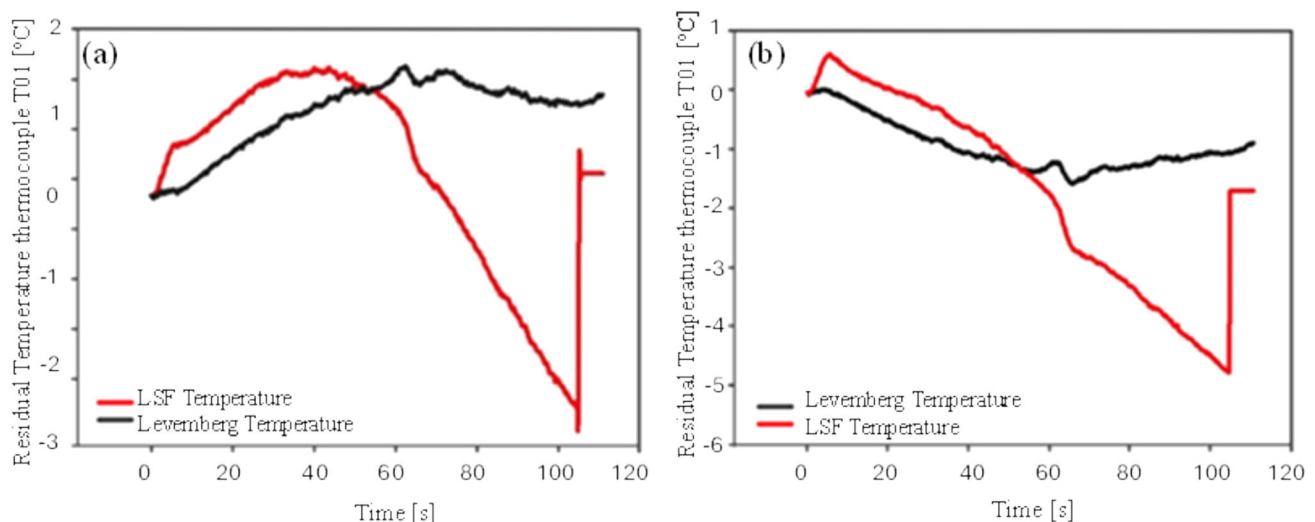 (a)
Residual Temperature thermocouple T01 [°C]
2
1
0
-1
-2
-3
LSF Temperature
Levemberg Temperature
0 20 40 60 80 100 120
Time [s]
(b)
Residual Temperature thermocouple T01 [°C]
1
0
-1
-2
-3
-4
-5
-6
Levemberg Temperature
LSF Temperature
0 20 40 60 80 100 120
Time [s]